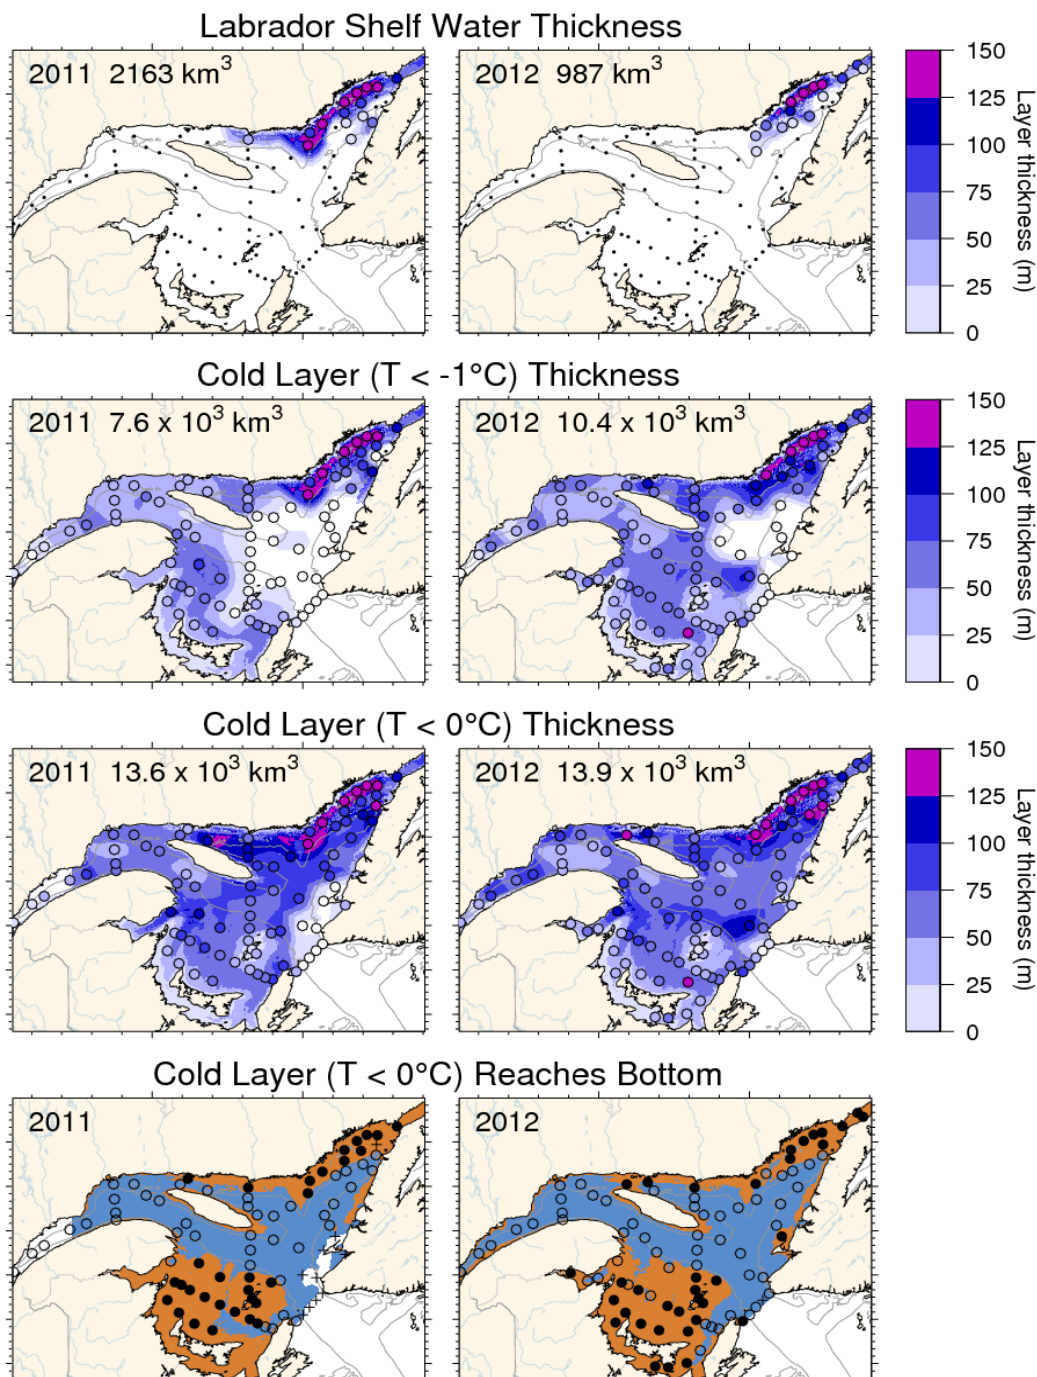 Labrador Shelf Water Thickness
2011 2163 km³
2012 987 km³
150
125
100
75
50
25
0
Layer thickness (m)
Cold Layer (T < -1°C) Thickness
2011 7.6 x 10³ km³
2012 10.4 x 10³ km³
150
125
100
75
50
25
0
Layer thickness (m)
Cold Layer (T < 0°C) Thickness
2011 13.6 x 10³ km³
2012 13.9 x 10³ km³
150
125
100
75
50
25
0
Layer thickness (m)
Cold Layer (T < 0°C) Reaches Bottom
2011
2012